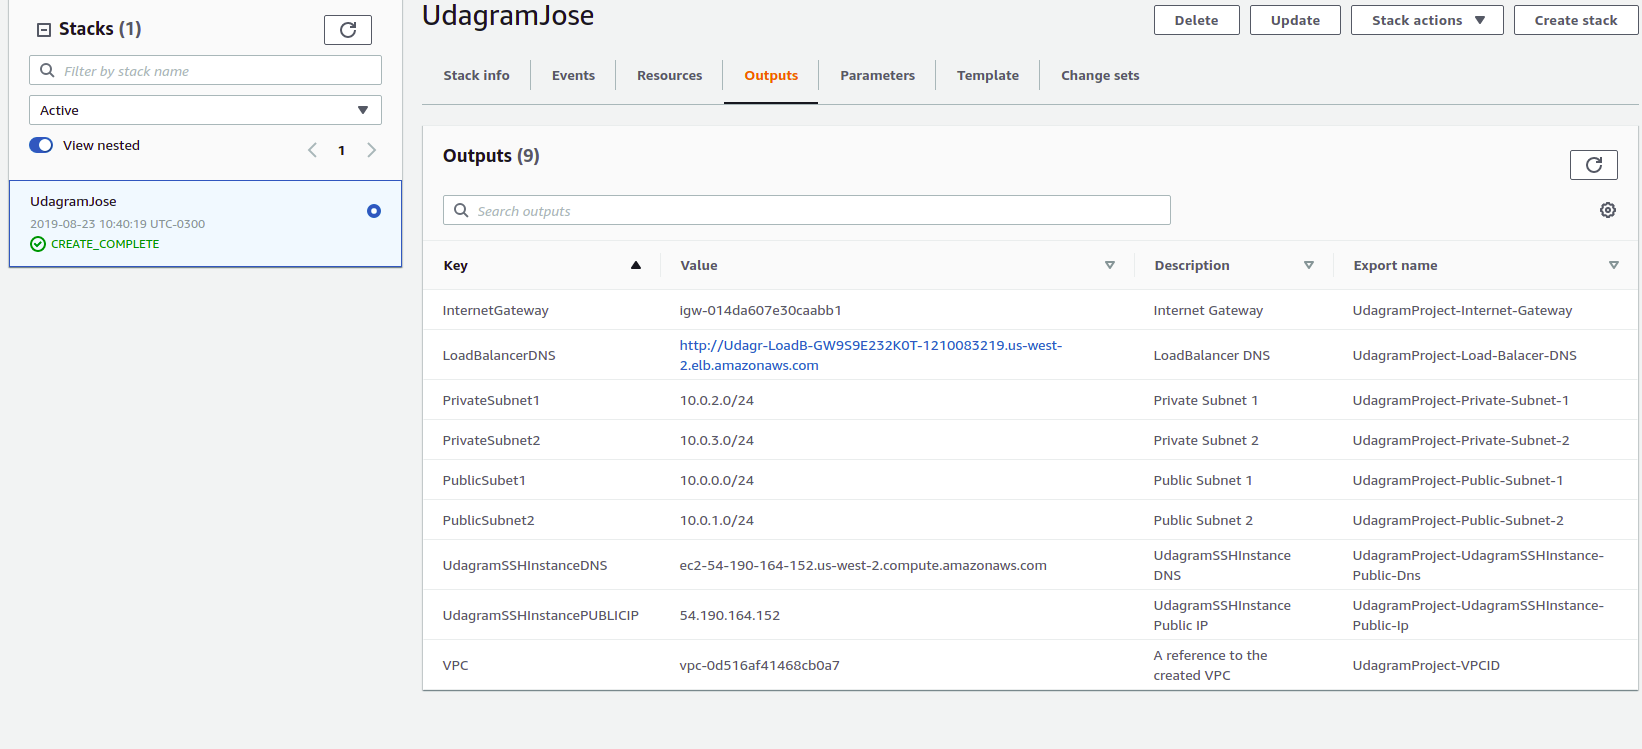 Stacks (1)
Filter by stack name
Active
View nested
1
UdagramJose
2019-08-23 10:40:19 UTC-0300
CREATE_COMPLETE
UdagramJose
Delete
Update
Stack actions
Create stack
Stack info
Events
Resources
Outputs
Parameters
Template
Change sets
Outputs (9)
Search outputs
Key Value Description Export name
InternetGateway igw-014da607e30caabb1 Internet Gateway UdagramProject-Internet-Gateway
LoadBalancerDNS http://Udagr-LoadB-GW9S9E232K0T-1210083219.us-west-
2.elb.amazonaws.com LoadBalancer DNS UdagramProject-Load-Balacer-DNS
PrivateSubnet1 10.0.2.0/24 Private Subnet 1 UdagramProject-Private-Subnet-1
PrivateSubnet2 10.0.3.0/24 Private Subnet 2 UdagramProject-Private-Subnet-2
PublicSubet1 10.0.0.0/24 Public Subnet 1 UdagramProject-Public-Subnet-1
PublicSubnet2 10.0.1.0/24 Public Subnet 2 UdagramProject-Public-Subnet-2
UdagramSSHInstanceDNS ec2-54-190-164-152.us-west-2.compute.amazonaws.com UdagramSSHInstance
DNS UdagramProject-UdagramSSHInstance-
Public-Dns
UdagramSSHInstancePUBLICIP 54.190.164.152 UdagramSSHInstance
Public IP UdagramProject-UdagramSSHInstance-
Public-Ip
VPC vpc-0d516af41468cb0a7 A reference to the
created VPC UdagramProject-VPCID